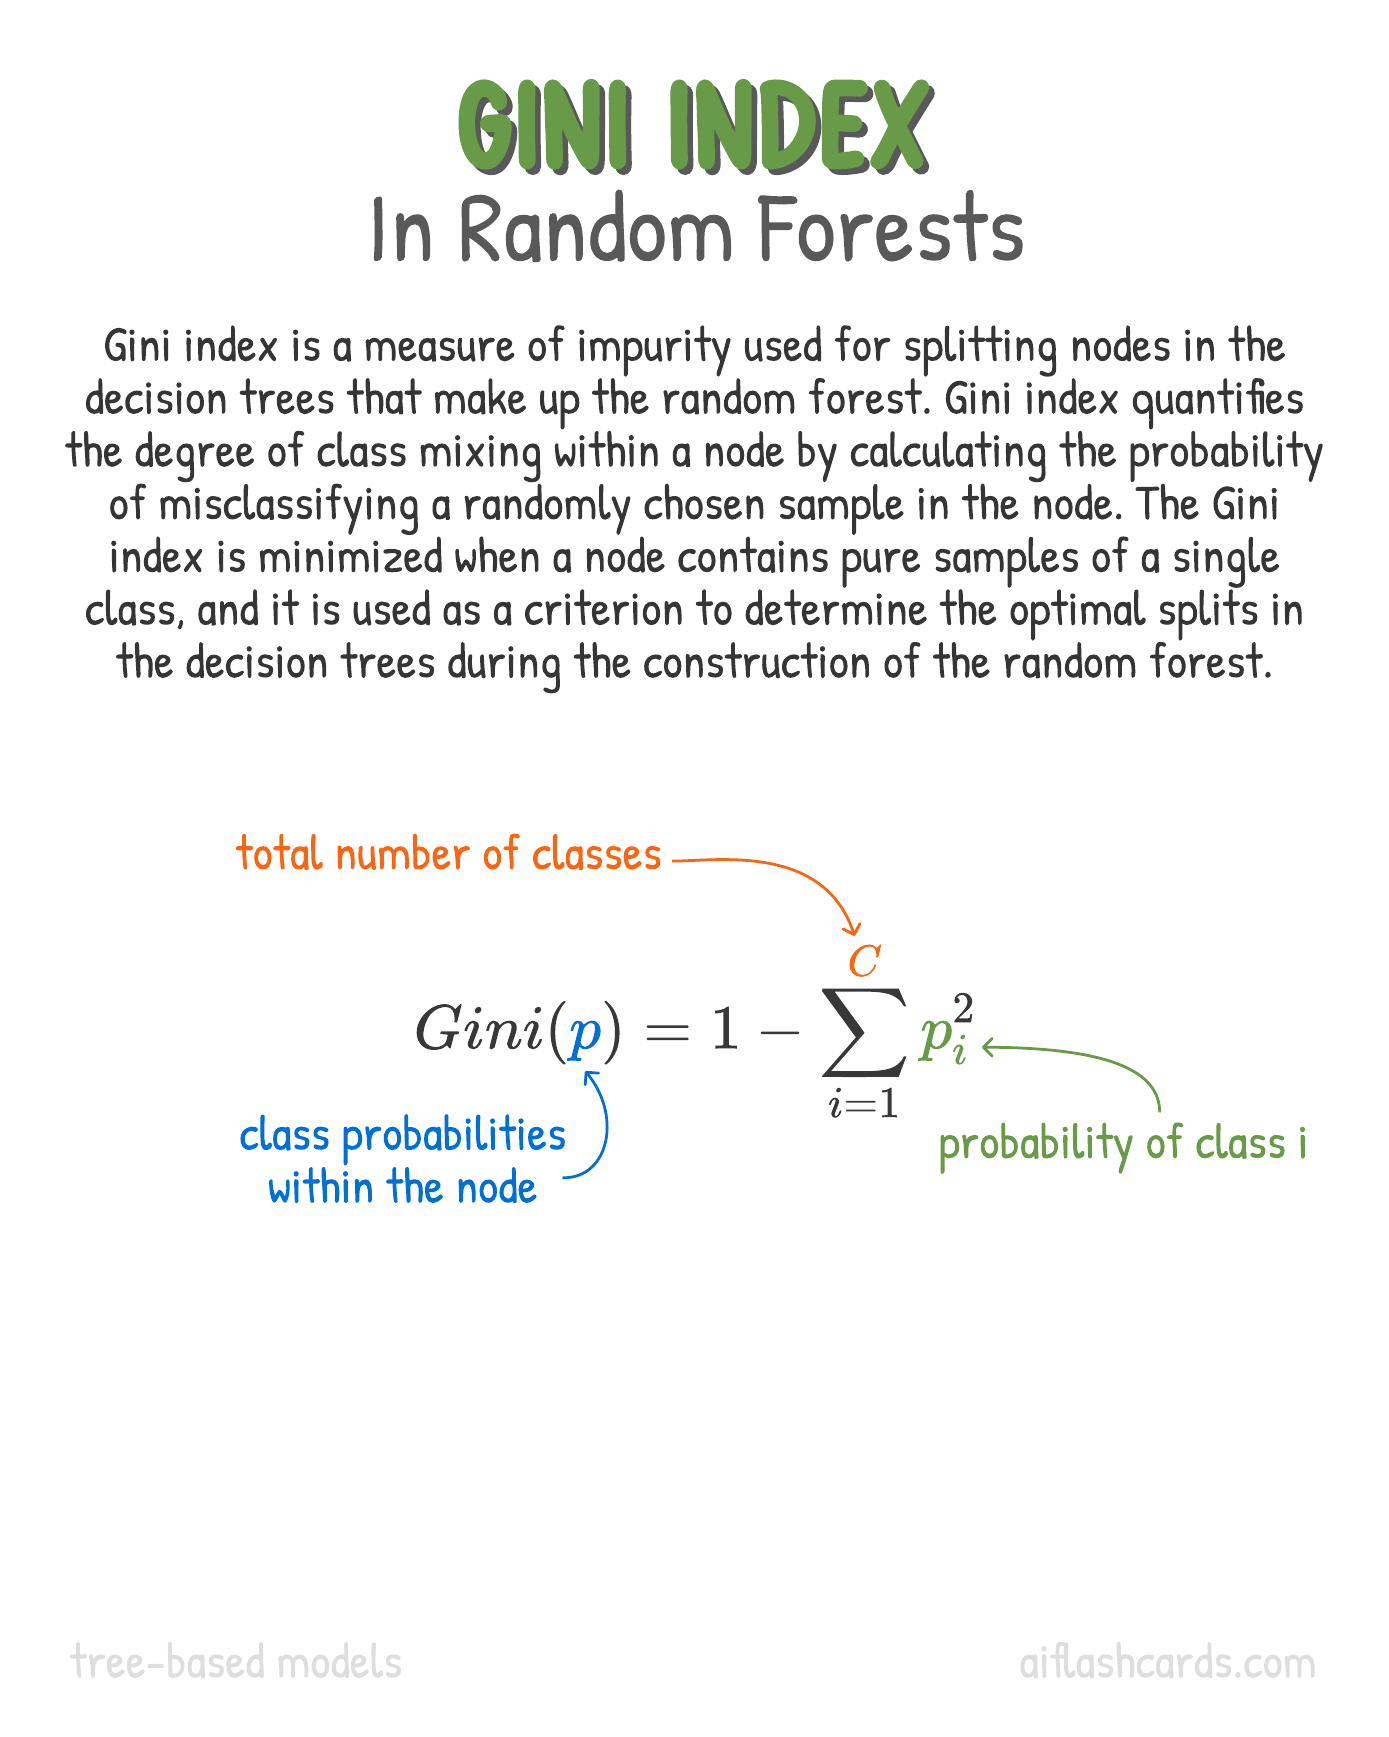 GINI INDEX
In Random Forests
Gini index is a measure of impurity used for splitting nodes in the
decision trees that make up the random forest. Gini index quantifies
the degree of class mixing within a node by calculating the probability
of misclassifying a randomly chosen sample in the node. The Gini
index is minimized when a node contains pure samples of a single
class, and it is used as a criterion to determine the optimal splits in
the decision trees during the construction of the random forest.
total number of classes
Gini(p) = 1 − ∑_{i=1}^{C} p_i^2
class probabilities
within the node
probability of class i
tree-based models
aiflashcards.com